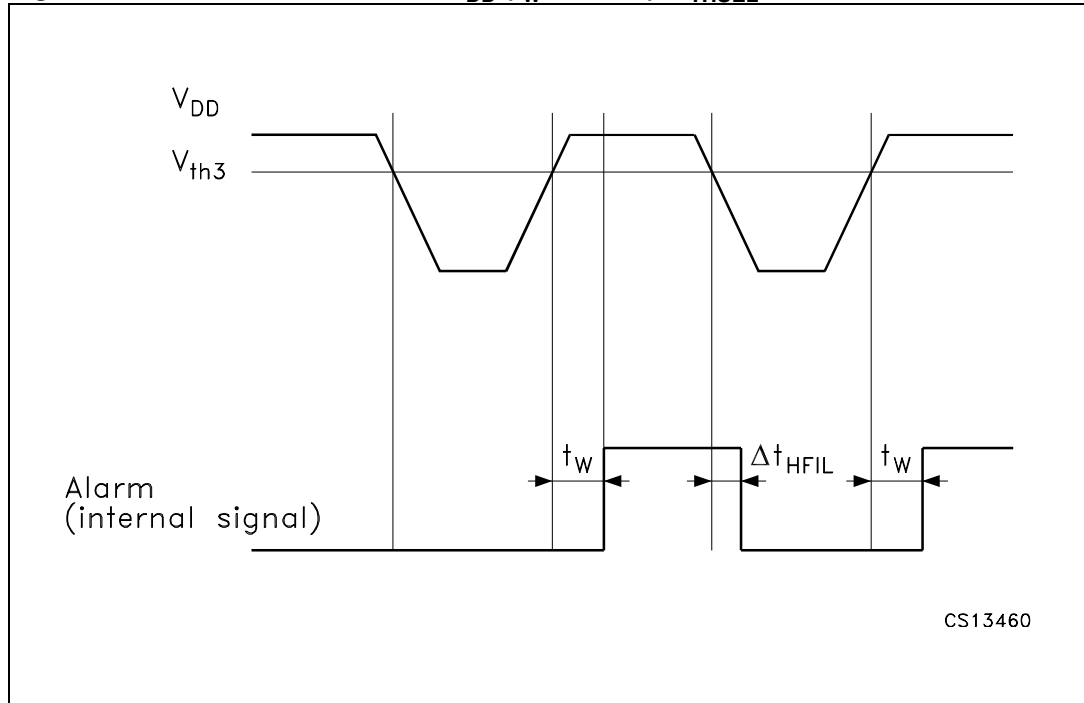 V_DD
V_th3
t_W
Δt_HFIL
t_W
Alarm
(internal signal)
CS13460